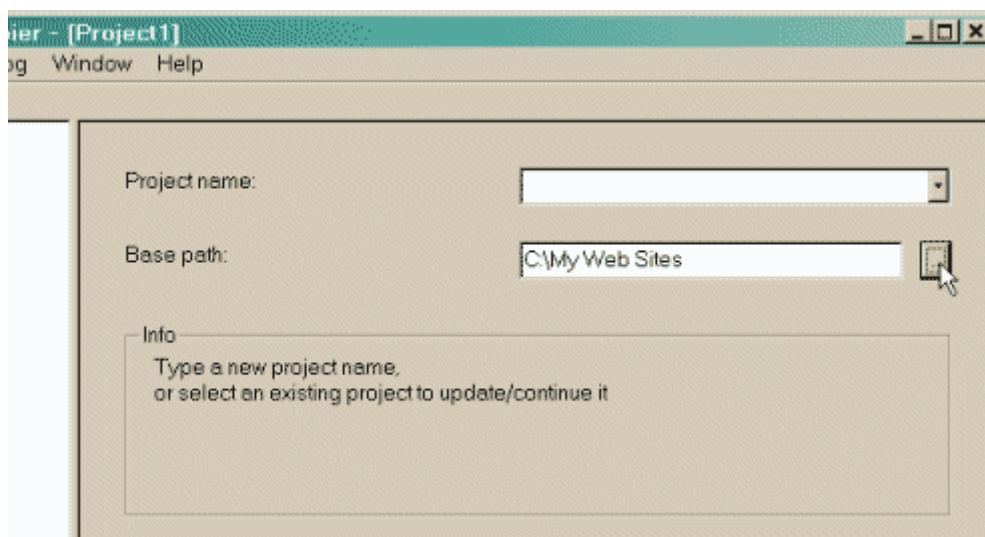 ier - [Project1]
og Window Help
Project name:
Base path:
C:\My Web Sites
Info
Type a new project name,
or select an existing project to update/continue it